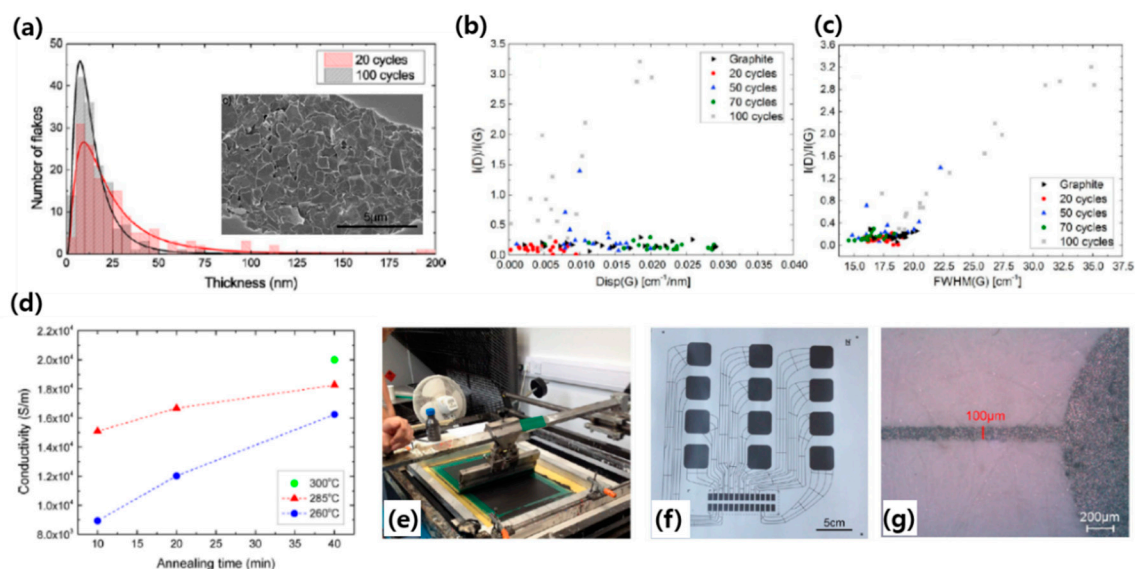 (a)
Number of flakes
50
40
30
20
10
0
20 cycles
100 cycles
5µm
0 25 50 75 100 125 150 175 200
Thickness (nm)
(b)
I(D)/I(G)
3.5
3.0
2.5
2.0
1.5
1.0
0.5
0.0
Graphite
20 cycles
50 cycles
70 cycles
100 cycles
0.000 0.005 0.010 0.015 0.020 0.025 0.030 0.035 0.040
Disp(G) [cm⁻¹/nm]
(c)
I(D)/I(G)
3.6
3.2
2.8
2.4
2.0
1.6
1.2
0.8
0.4
0.0
Graphite
20 cycles
50 cycles
70 cycles
100 cycles
15.0 17.5 20.0 22.5 25.0 27.5 30.0 32.5 35.0 37.5
FWHM(G) [cm⁻¹]
(d)
Conductivity (S/m)
2.2x10⁴
2.0x10⁴
1.8x10⁴
1.6x10⁴
1.4x10⁴
1.2x10⁴
1.0x10⁴
8.0x10³
300°C
285°C
260°C
10 15 20 25 30 35 40
Annealing time (min)
(e)
(f)
5cm
(g)
100µm
200µm